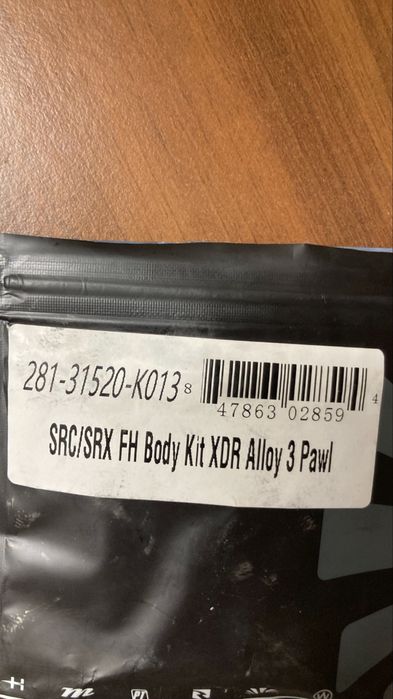 281-31520-K013
8 47863 02859 4
SRC/SRX FH Body Kit XDR Alloy 3 Pawl